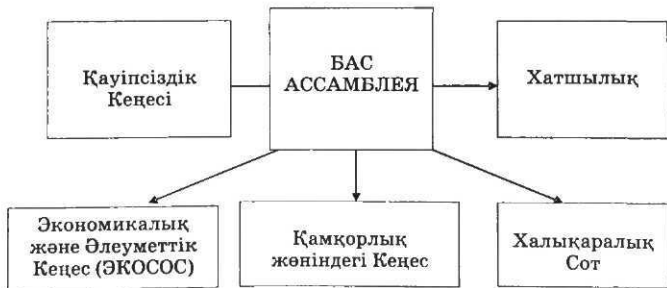 Қауіпсіздік
Кеңесі
БАС
АССАМБЛЕЯ
Хатшылық
Экономикалық
және Әлеуметтік
Кеңес (ЭКОСОС)
Қамқорлық
жөніндегі Кеңес
Халықаралық
Сот